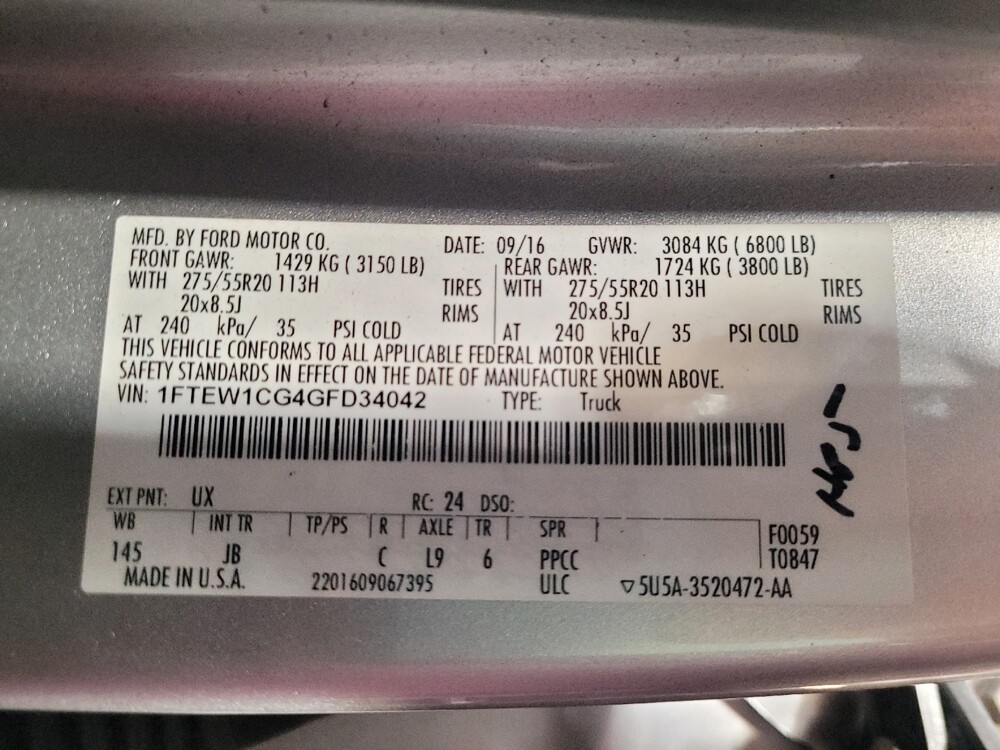 MFD. BY FORD MOTOR CO. DATE: 09/16 GVWR: 3084 KG ( 6800 LB)
FRONT GAWR: 1429 KG ( 3150 LB) REAR GAWR: 1724 KG ( 3800 LB)
WITH 275/55R20 113H TIRES WITH 275/55R20 113H TIRES
20x8.5J RIMS 20x8.5J RIMS
AT 240 kPa/ 35 PSI COLD AT 240 kPa/ 35 PSI COLD
THIS VEHICLE CONFORMS TO ALL APPLICABLE FEDERAL MOTOR VEHICLE
SAFETY STANDARDS IN EFFECT ON THE DATE OF MANUFACTURE SHOWN ABOVE.
VIN: 1FTEW1CG4GFD34042 TYPE: Truck
EXT PNT: UX RC: 24 DSO:
WB INT TR TP/PS R AXLE TR SPR F0059
145 JB C L9 6 PPCC T0847
MADE IN U.S.A. 2201609067395 ULC ▽5U5A-3520472-AA